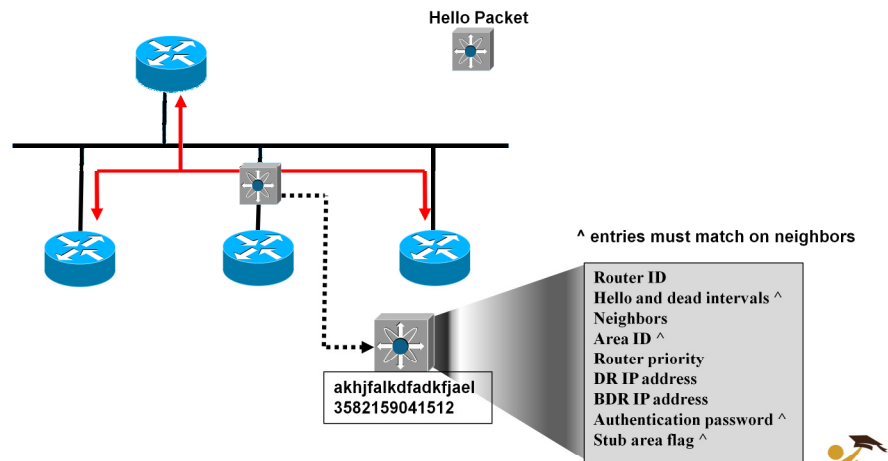 Hello Packet
^ entries must match on neighbors
Router ID
Hello and dead intervals ^
Neighbors
Area ID ^
Router priority
DR IP address
BDR IP address
Authentication password ^
Stub area flag ^
akhjfalkdfadkfjael
3582159041512